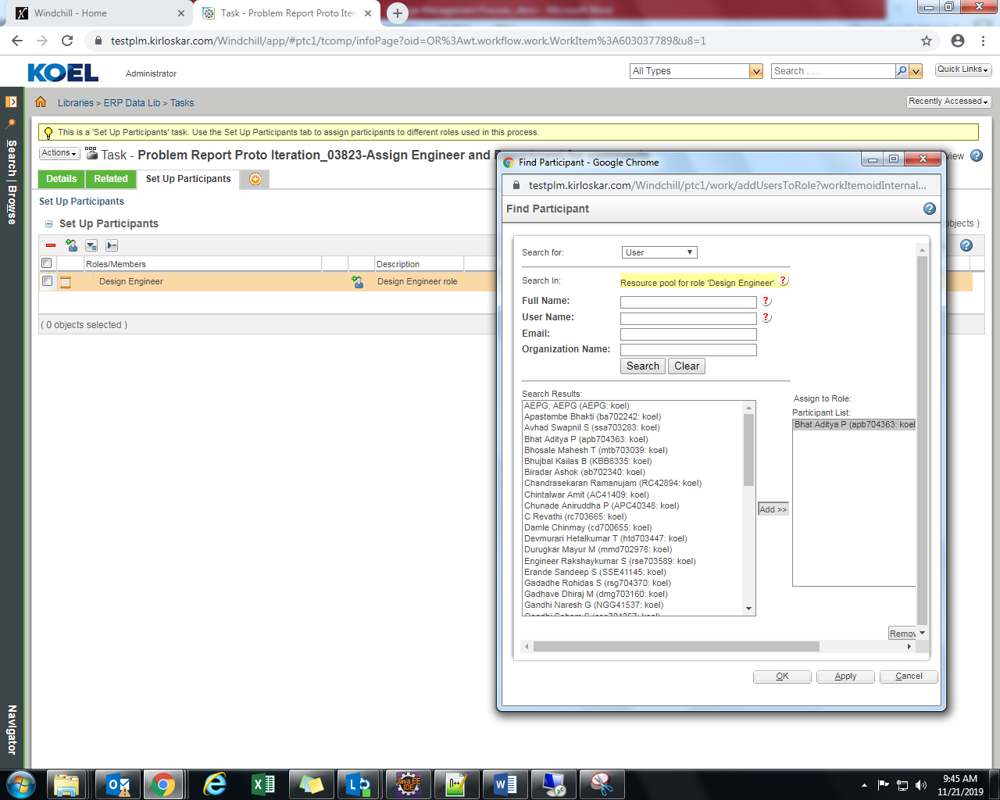 Windchill - Home
Task - Problem Report Proto Itera
testplm.kirloskar.com/Windchill/app/#ptc1/tcomp/infoPage?oid=OR%3Awt.workflow.work.WorkItem%3A603037789&u8=1
KOEL
Administrator
All Types
Search . . .
Quick Links
Libraries > ERP Data Lib > Tasks
Recently Accessed
This is a 'Set Up Participants' task. Use the Set Up Participants tab to assign participants to different roles used in this process.
Actions
Task - Problem Report Proto Iteration_03823-Assign Engineer and
Details
Related
Set Up Participants
Set Up Participants
Set Up Participants
objects )
Roles/Members
Description
Design Engineer
Design Engineer role
( 0 objects selected )
Search | Browse
Navigator
Find Participant - Google Chrome
testplm.kirloskar.com/Windchill/ptc1/work/addUsersToRole?workItemoidInternal...
Find Participant
Search for:
User
Search In:
Resource pool for role 'Design Engineer'
Full Name:
User Name:
Email:
Organization Name:
Search
Clear
Search Results:
AEPG, AEPG (AEPG: koel)
Apastambe Bhakti (ba702242: koel)
Avhad Swapnil S (ssa703283: koel)
Bhat Aditya P (apb704363: koel)
Bhosale Mahesh T (mtb703039: koel)
Bhujbal Kailas B (KBB8335: koel)
Biradar Ashok (ab702340: koel)
Chandrasekaran Ramanujam (RC42894: koel)
Chintalwar Amit (AC41409: koel)
Chunade Aniruddha P (APC40348: koel)
C Revathi (rc703665: koel)
Damle Chinmay (cd700655: koel)
Devmurari Hetalkumar T (htd703447: koel)
Durugkar Mayur M (mmd702978: koel)
Engineer Rakshaykumar S (rse703589: koel)
Erande Sandeep S (SSE41145: koel)
Gadadhe Rohidas S (rsg704370: koel)
Gadhave Dhiraj M (dmg703160: koel)
Gandhi Naresh G (NGG41537: koel)
Add >>
Assign to Role:
Participant List:
Bhat Aditya P (apb704363: koel
Remov
OK
Apply
Cancel
Java EE
IDE
9:45 AM
11/21/2019